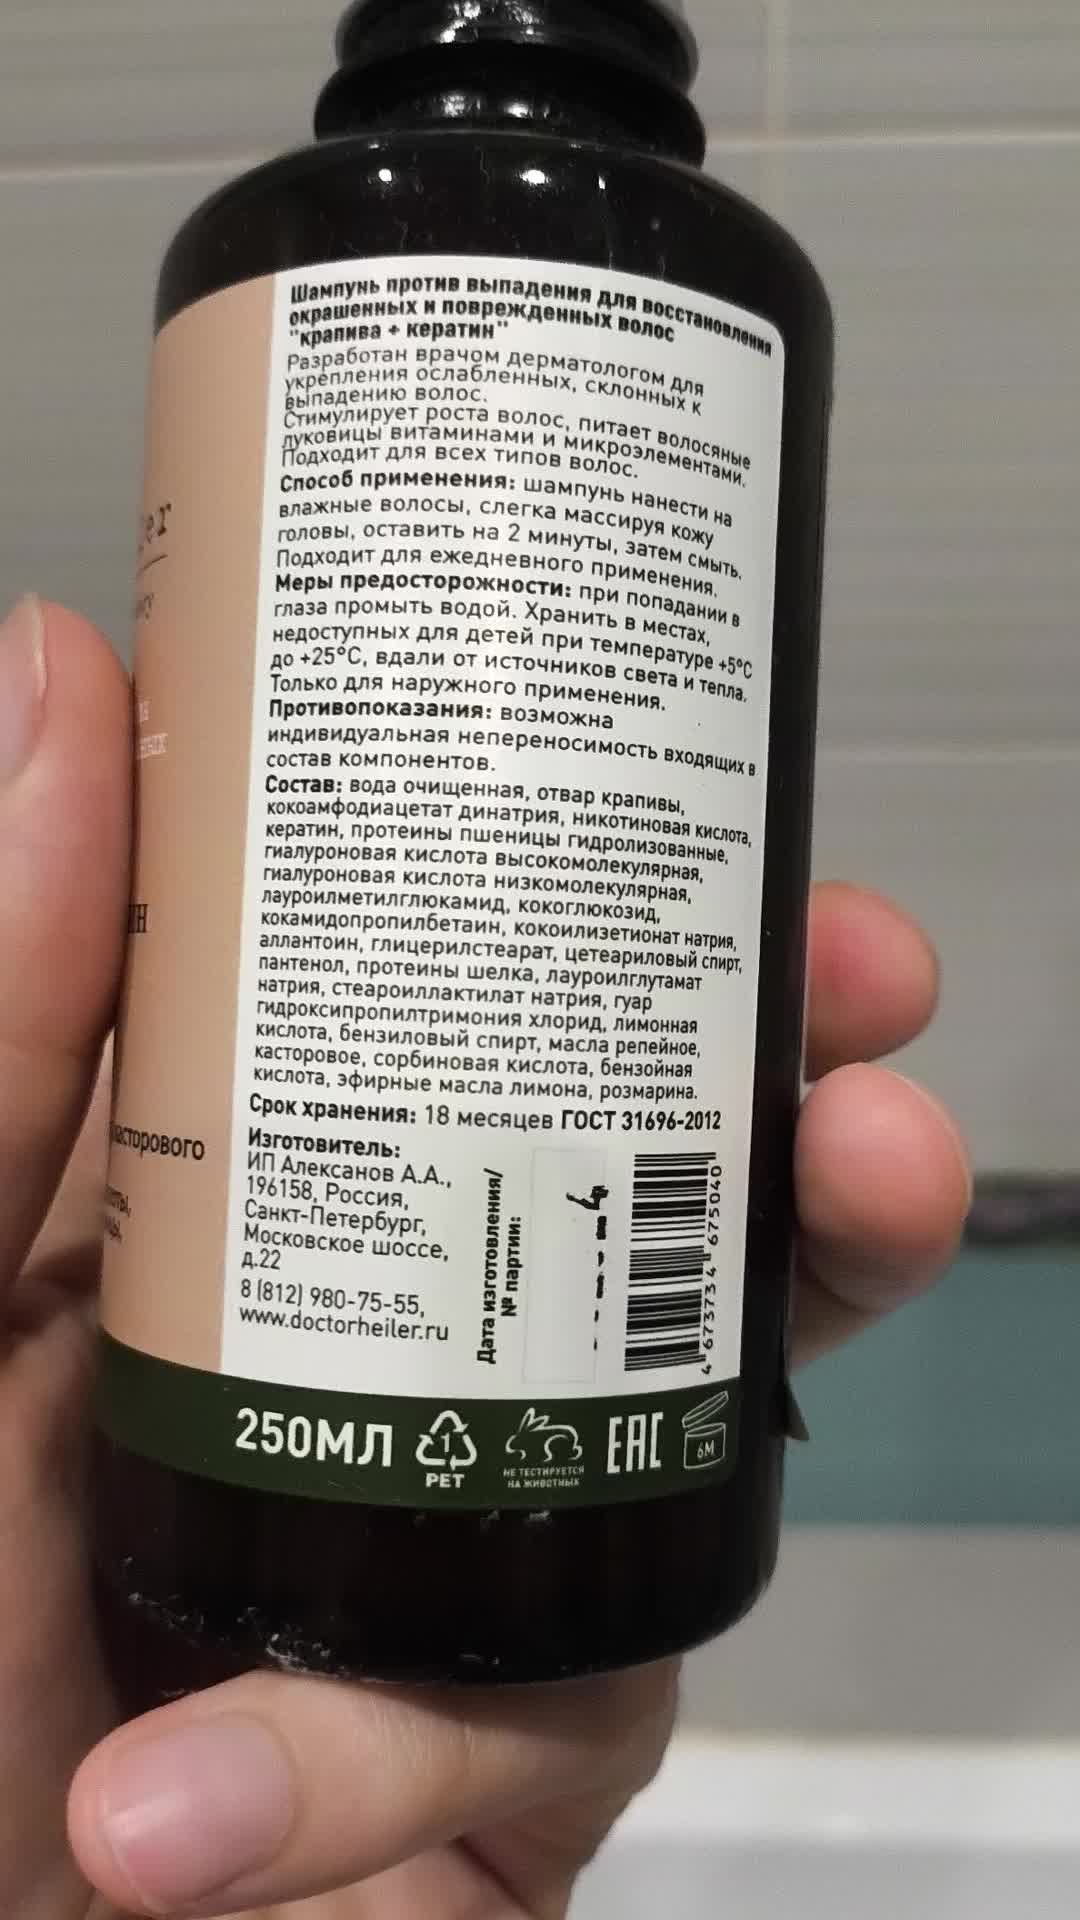 Шампунь против выпадения для восстановления
окрашенных и поврежденных волос
"крапива + кератин"
Разработан врачом дерматологом для
укрепления ослабленных, склонных к
выпадению волос.
Стимулирует роста волос, питает волосяные
луковицы витаминами и микроэлементами.
Подходит для всех типов волос.
Способ применения: шампунь нанести на
влажные волосы, слегка массируя кожу
головы, оставить на 2 минуты, затем смыть.
Подходит для ежедневного применения.
Меры предосторожности: при попадании в
глаза промыть водой. Хранить в местах,
недоступных для детей при температуре +5°C
до +25°C, вдали от источников света и тепла.
Только для наружного применения.
Противопоказания: возможна
индивидуальная непереносимость входящих в
состав компонентов.
Состав: вода очищенная, отвар крапивы,
кокоамфодиацетат динатрия, никотиновая кислота,
кератин, протеины пшеницы гидролизованные,
гиалуроновая кислота высокомолекулярная,
гиалуроновая кислота низкомолекулярная,
лауроилметилглюкамид, кокоглюкозид,
кокамидопропилбетаин, кокоилизетионат натрия,
аллантоин, глицерилстеарат, цетеариловый спирт,
пантенол, протеины шелка, лауроилглутамат
натрия, стеароиллактилат натрия, гуар
гидроксипропилтримония хлорид, лимонная
кислота, бензиловый спирт, масла репейное,
касторовое, сорбиновая кислота, бензойная
кислота, эфирные масла лимона, розмарина.
Срок хранения: 18 месяцев ГОСТ 31696-2012
Изготовитель:
ИП Алексанов А.А.,
196158, Россия,
Санкт-Петербург,
Московское шоссе,
д.22
8 (812) 980-75-55,
www.doctorheiler.ru
Дата изготовления/
№ партии:
4 673734 675040
250МЛ
1
PET
НЕ ТЕСТИРУЕТСЯ
НА ЖИВОТНЫХ
EAC
6M
касторового